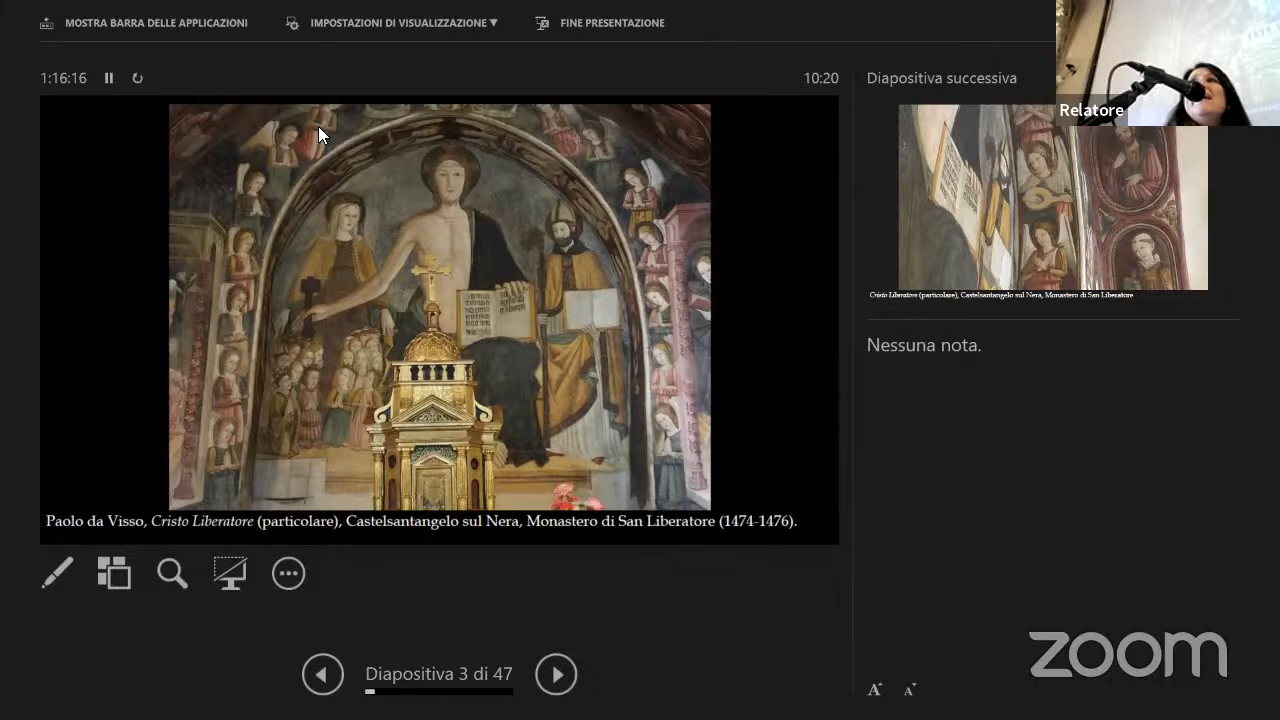 MOSTRA BARRA DELLE APPLICAZIONI
IMPOSTAZIONI DI VISUALIZZAZIONE ▼
FINE PRESENTAZIONE
1:16:16
10:20
Diapositiva successiva
Relatore
Cristo Liberatore (particolare), Castelsantangelo sul Nera, Monastero di San Liberatore
Nessuna nota.
Paolo da Visso, Cristo Liberatore (particolare), Castelsantangelo sul Nera, Monastero di San Liberatore (1474-1476).
Diapositiva 3 di 47
zoom
A A